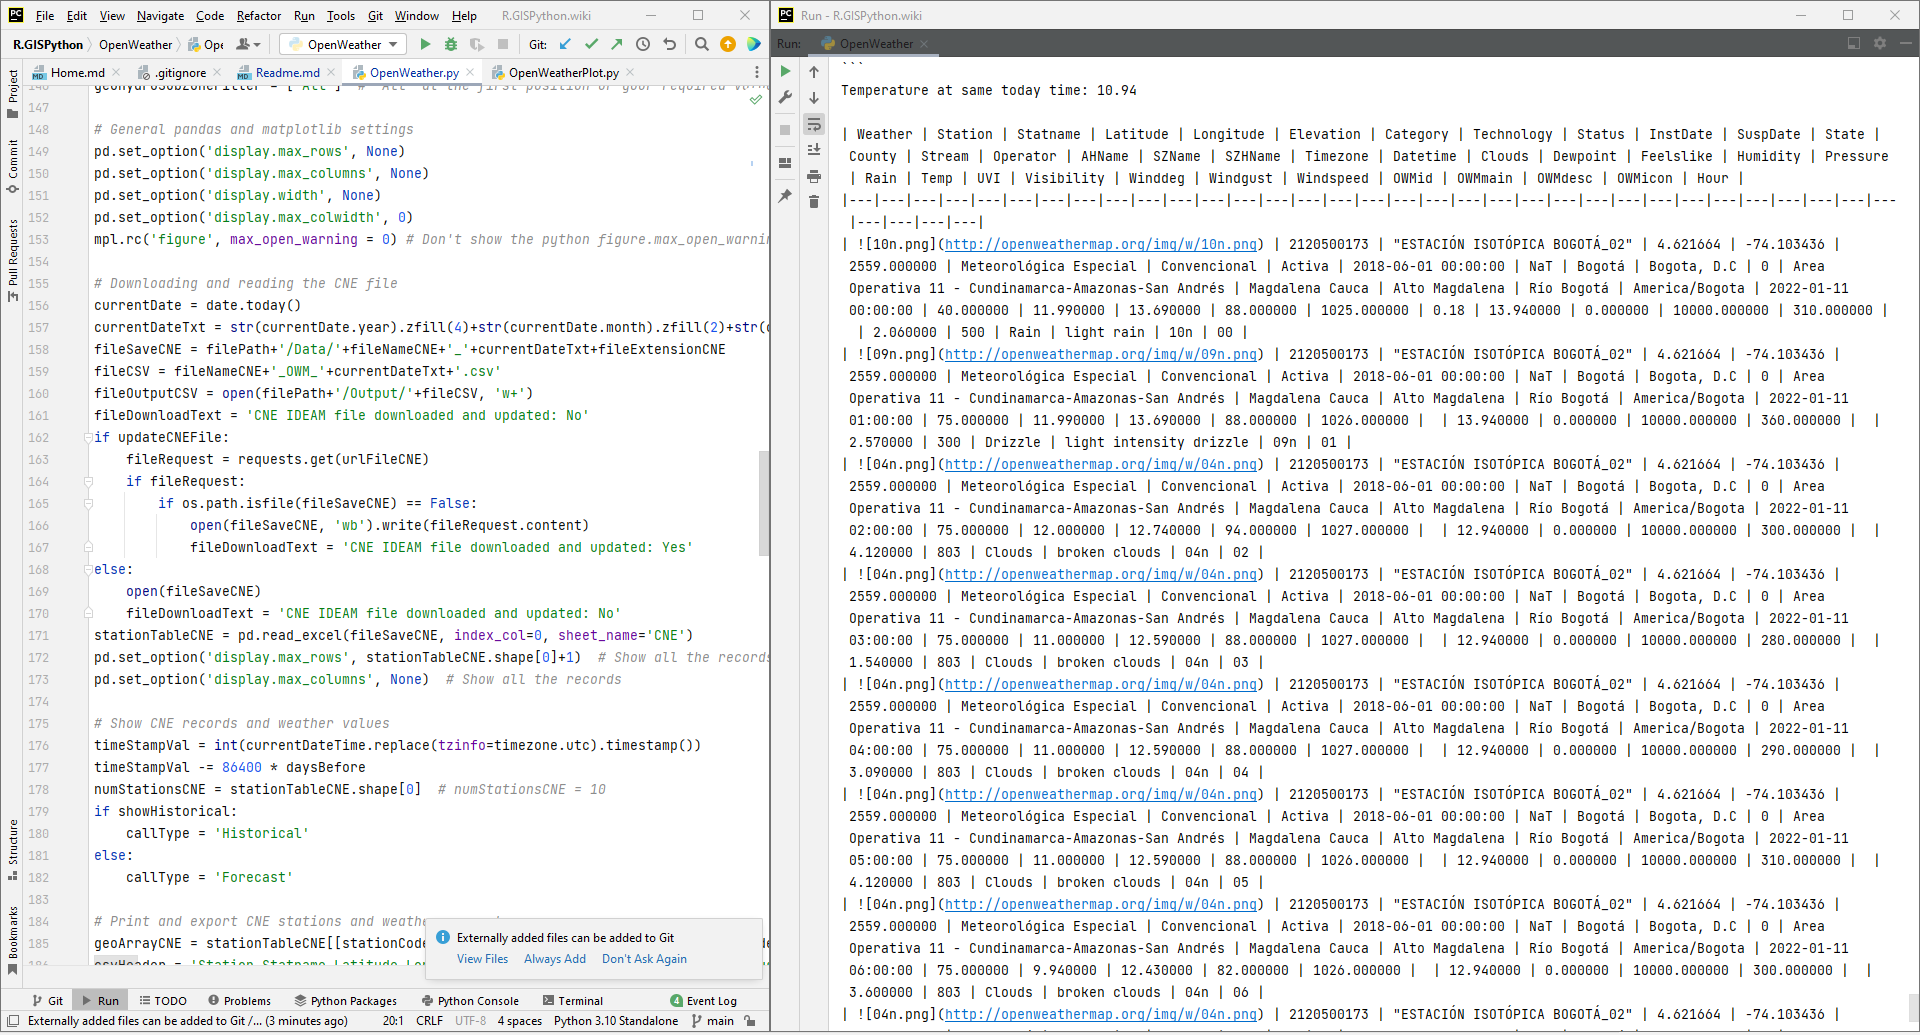 File Edit View Navigate Code Refactor Run Tools Git Window Help R.GISPython.wiki
R.GISPython OpenWeather OpenWeather Git:
Home.md .gitignore Readme.md OpenWeather.py OpenWeatherPlot.py
Project
Commit
Pull Requests
Structure
Bookmarks
147
148 # General pandas and matplotlib settings
149 pd.set_option('display.max_rows', None)
150 pd.set_option('display.max_columns', None)
151 pd.set_option('display.width', None)
152 pd.set_option('display.max_colwidth', 0)
153 mpl.rc('figure', max_open_warning = 0) # Don't show the python figure.max_open_warnin
154
155 # Downloading and reading the CNE file
156 currentDate = date.today()
157 currentDateTxt = str(currentDate.year).zfill(4)+str(currentDate.month).zfill(2)+str(
158 fileSaveCNE = filePath+'/Data/'+fileNameCNE+'_'+currentDateTxt+fileExtensionCNE
159 fileCSV = fileNameCNE+'_OWM_'+currentDateTxt+'.csv'
160 fileOutputCSV = open(filePath+'/Output/'+fileCSV, 'w+')
161 fileDownloadText = 'CNE IDEAM file downloaded and updated: No'
162 if updateCNEFile:
163 fileRequest = requests.get(urlFileCNE)
164 if fileRequest:
165 if os.path.isfile(fileSaveCNE) == False:
166 open(fileSaveCNE, 'wb').write(fileRequest.content)
167 fileDownloadText = 'CNE IDEAM file downloaded and updated: Yes'
168 else:
169 open(fileSaveCNE)
170 fileDownloadText = 'CNE IDEAM file downloaded and updated: No'
171 stationTableCNE = pd.read_excel(fileSaveCNE, index_col=0, sheet_name='CNE')
172 pd.set_option('display.max_rows', stationTableCNE.shape[0]+1) # Show all the records
173 pd.set_option('display.max_columns', None) # Show all the records
174
175 # Show CNE records and weather values
176 timeStampVal = int(currentDateTime.replace(tzinfo=timezone.utc).timestamp())
177 timeStampVal -= 86400 * daysBefore
178 numStationsCNE = stationTableCNE.shape[0] # numStationsCNE = 10
179 if showHistorical:
180 callType = 'Historical'
181 else:
182 callType = 'Forecast'
183
184 # Print and export CNE stations and weathe
185 geoArrayCNE = stationTableCNE[[stationCod
Externally added files can be added to Git
View Files Always Add Don't Ask Again
Git Run TODO Problems Python Packages Python Console Terminal 4 Event Log
Externally added files can be added to Git /... (3 minutes ago) 20:1 CRLF UTF-8 4 spaces Python 3.10 Standalone main
Run - R.GISPython.wiki
Run: OpenWeather
```
Temperature at same today time: 10.94
| Weather | Station | Statname | Latitude | Longitude | Elevation | Category | Technology | Status | InstDate | SuspDate | State |
County | Stream | Operator | AHName | SZName | SZHName | Timezone | Datetime | Clouds | Dewpoint | Feelslike | Humidity | Pressure
| Rain | Temp | UVI | Visibility | Winddeg | Windgust | Windspeed | OWMid | OWMmain | OWMdesc | OWMicon | Hour |
|---|---|---|---|---|---|---|---|---|---|---|---|---|---|---|---|---|---|---|---|---|---|---|---|---|---|---|---|---|---|---|---|---|---
|---|---|---|---|
| ![10n.png](http://openweathermap.org/img/w/10n.png) | 2120500173 | "ESTACIÓN ISOTÓPICA BOGOTÁ_02" | 4.621664 | -74.103436 |
2559.000000 | Meteorológica Especial | Convencional | Activa | 2018-06-01 00:00:00 | NaT | Bogotá | Bogota, D.C | 0 | Area
Operativa 11 - Cundinamarca-Amazonas-San Andrés | Magdalena Cauca | Alto Magdalena | Río Bogotá | America/Bogota | 2022-01-11
00:00:00 | 40.000000 | 11.990000 | 13.690000 | 88.000000 | 1025.000000 | 0.18 | 13.940000 | 0.000000 | 10000.000000 | 310.000000 |
| 2.060000 | 500 | Rain | light rain | 10n | 00 |
| ![09n.png](http://openweathermap.org/img/w/09n.png) | 2120500173 | "ESTACIÓN ISOTÓPICA BOGOTÁ_02" | 4.621664 | -74.103436 |
2559.000000 | Meteorológica Especial | Convencional | Activa | 2018-06-01 00:00:00 | NaT | Bogotá | Bogota, D.C | 0 | Area
Operativa 11 - Cundinamarca-Amazonas-San Andrés | Magdalena Cauca | Alto Magdalena | Río Bogotá | America/Bogota | 2022-01-11
01:00:00 | 75.000000 | 11.990000 | 13.690000 | 88.000000 | 1026.000000 | | 13.940000 | 0.000000 | 10000.000000 | 360.000000 | |
2.570000 | 300 | Drizzle | light intensity drizzle | 09n | 01 |
| ![04n.png](http://openweathermap.org/img/w/04n.png) | 2120500173 | "ESTACIÓN ISOTÓPICA BOGOTÁ_02" | 4.621664 | -74.103436 |
2559.000000 | Meteorológica Especial | Convencional | Activa | 2018-06-01 00:00:00 | NaT | Bogotá | Bogota, D.C | 0 | Area
Operativa 11 - Cundinamarca-Amazonas-San Andrés | Magdalena Cauca | Alto Magdalena | Río Bogotá | America/Bogota | 2022-01-11
02:00:00 | 75.000000 | 12.000000 | 12.740000 | 94.000000 | 1027.000000 | | 12.940000 | 0.000000 | 10000.000000 | 300.000000 | |
4.120000 | 803 | Clouds | broken clouds | 04n | 02 |
| ![04n.png](http://openweathermap.org/img/w/04n.png) | 2120500173 | "ESTACIÓN ISOTÓPICA BOGOTÁ_02" | 4.621664 | -74.103436 |
2559.000000 | Meteorológica Especial | Convencional | Activa | 2018-06-01 00:00:00 | NaT | Bogotá | Bogota, D.C | 0 | Area
Operativa 11 - Cundinamarca-Amazonas-San Andrés | Magdalena Cauca | Alto Magdalena | Río Bogotá | America/Bogota | 2022-01-11
03:00:00 | 75.000000 | 11.000000 | 12.590000 | 88.000000 | 1027.000000 | | 12.940000 | 0.000000 | 10000.000000 | 280.000000 | |
1.540000 | 803 | Clouds | broken clouds | 04n | 03 |
| ![04n.png](http://openweathermap.org/img/w/04n.png) | 2120500173 | "ESTACIÓN ISOTÓPICA BOGOTÁ_02" | 4.621664 | -74.103436 |
2559.000000 | Meteorológica Especial | Convencional | Activa | 2018-06-01 00:00:00 | NaT | Bogotá | Bogota, D.C | 0 | Area
Operativa 11 - Cundinamarca-Amazonas-San Andrés | Magdalena Cauca | Alto Magdalena | Río Bogotá | America/Bogota | 2022-01-11
04:00:00 | 75.000000 | 11.000000 | 12.590000 | 88.000000 | 1027.000000 | | 12.940000 | 0.000000 | 10000.000000 | 290.000000 | |
3.090000 | 803 | Clouds | broken clouds | 04n | 04 |
| ![04n.png](http://openweathermap.org/img/w/04n.png) | 2120500173 | "ESTACIÓN ISOTÓPICA BOGOTÁ_02" | 4.621664 | -74.103436 |
2559.000000 | Meteorológica Especial | Convencional | Activa | 2018-06-01 00:00:00 | NaT | Bogotá | Bogota, D.C | 0 | Area
Operativa 11 - Cundinamarca-Amazonas-San Andrés | Magdalena Cauca | Alto Magdalena | Río Bogotá | America/Bogota | 2022-01-11
05:00:00 | 75.000000 | 11.000000 | 12.590000 | 88.000000 | 1026.000000 | | 12.940000 | 0.000000 | 10000.000000 | 310.000000 | |
4.120000 | 803 | Clouds | broken clouds | 04n | 05 |
| ![04n.png](http://openweathermap.org/img/w/04n.png) | 2120500173 | "ESTACIÓN ISOTÓPICA BOGOTÁ_02" | 4.621664 | -74.103436 |
2559.000000 | Meteorológica Especial | Convencional | Activa | 2018-06-01 00:00:00 | NaT | Bogotá | Bogota, D.C | 0 | Area
Operativa 11 - Cundinamarca-Amazonas-San Andrés | Magdalena Cauca | Alto Magdalena | Río Bogotá | America/Bogota | 2022-01-11
06:00:00 | 75.000000 | 9.940000 | 12.430000 | 82.000000 | 1026.000000 | | 12.940000 | 0.000000 | 10000.000000 | 300.000000 | |
3.600000 | 803 | Clouds | broken clouds | 04n | 06 |
| ![04n.png](http://openweathermap.org/img/w/04n.png) | 2120500173 | "ESTACIÓN ISOTÓPICA BOGOTÁ_02" | 4.621664 | -74.103436 |